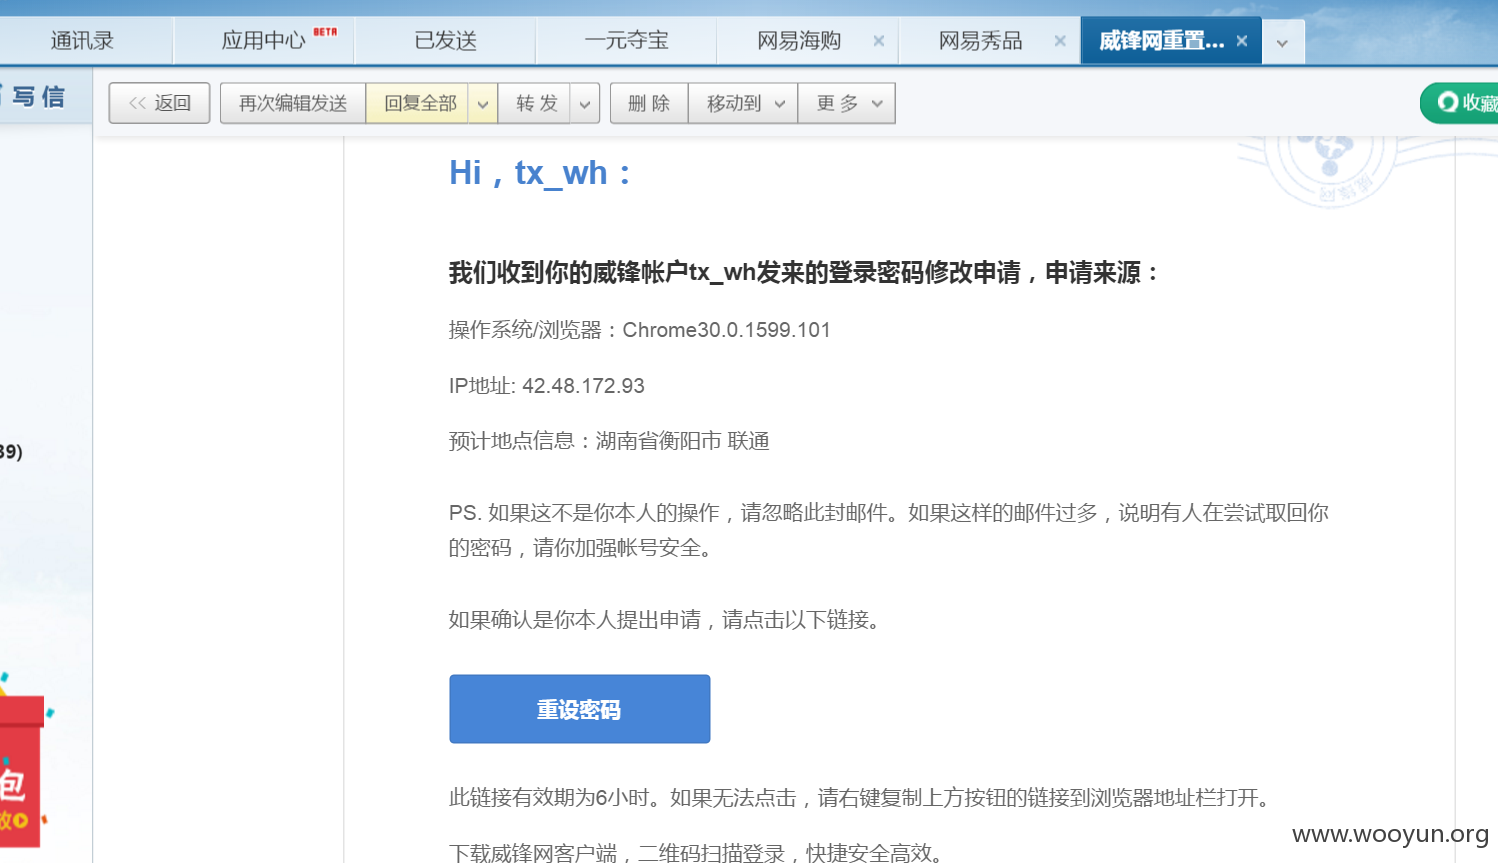 通讯录 应用中心 BETA 已发送 一元夺宝 网易海购 × 网易秀品 × 威锋网重置... ×
写信 << 返回 再次编辑发送 回复全部 转发 删除 移动到 更多 收藏
威锋网
Hi，tx_wh：
我们收到你的威锋帐户tx_wh发来的登录密码修改申请，申请来源：
操作系统/浏览器：Chrome30.0.1599.101
IP地址: 42.48.172.93
预计地点信息：湖南省衡阳市 联通
39)
PS. 如果这不是你本人的操作，请忽略此封邮件。如果这样的邮件过多，说明有人在尝试取回你
的密码，请你加强帐号安全。
如果确认是你本人提出申请，请点击以下链接。
重设密码
包
此链接有效期为6小时。如果无法点击，请右键复制上方按钮的链接到浏览器地址栏打开。
www.wooyun.org
下载威锋网客户端，二维码扫描登录，快捷安全高效。